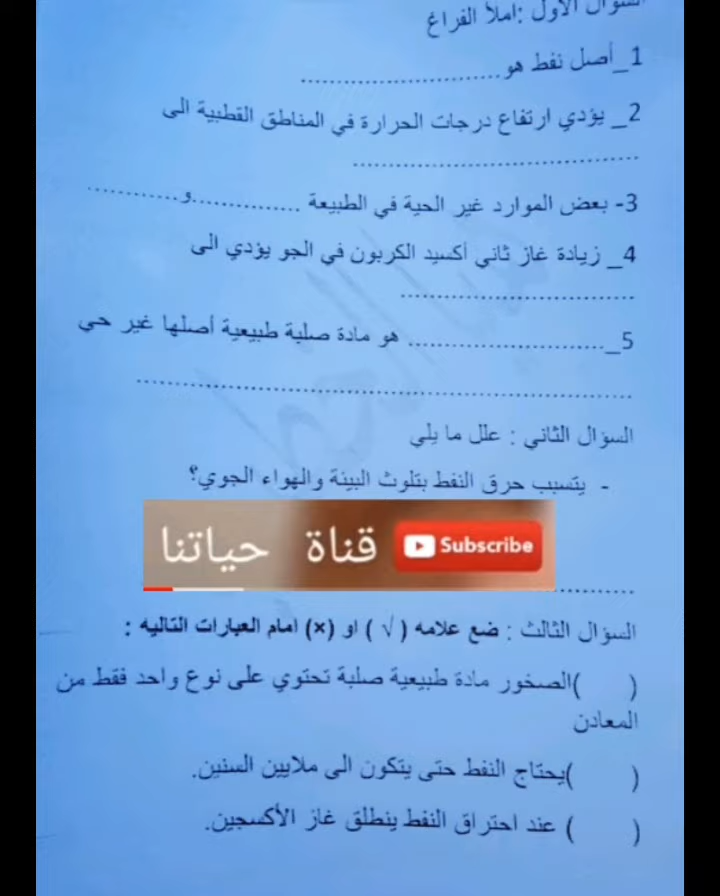 السؤال الأول :املأ الفراغ
1_أصل نفط هو...........................
2_ يؤدي ارتفاع درجات الحرارة في المناطق القطبية الى
.......................................
3- بعض الموارد غير الحية في الطبيعة ...............و.............
4_ زيادة غاز ثاني أكسيد الكربون في الجو يؤدي الى
................................
5_........................... هو مادة صلبة طبيعية أصلها غير حي
....................................................................
السؤال الثاني : علل ما يلي
- يتسبب حرق النفط بتلوث البيئة والهواء الجوي؟
قناة حياتنا Subscribe
............
السؤال الثالث : ضع علامه ( √ ) او (×) امام العبارات التاليه :
( )الصخور مادة طبيعية صلبة تحتوي على نوع واحد فقط من
المعادن
( )يحتاج النفط حتى يتكون الى ملايين السنين.
( ) عند احتراق النفط ينطلق غاز الأكسجين.